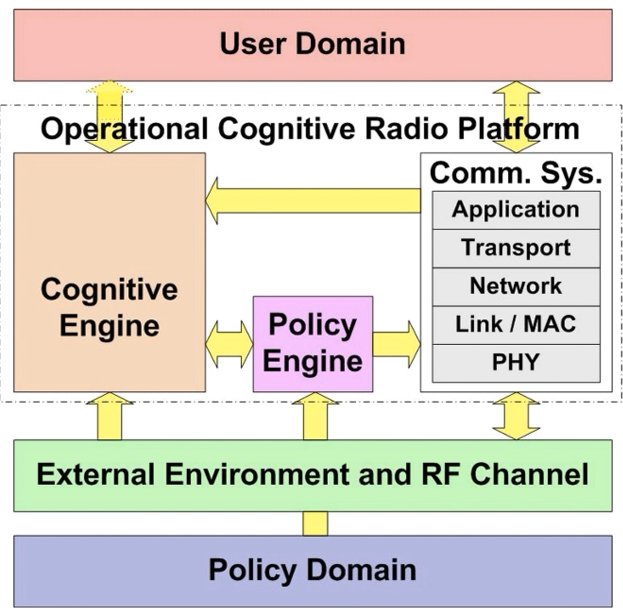 User Domain
Operational Cognitive Radio Platform
Cognitive
Engine
Policy
Engine
Comm. Sys.
Application
Transport
Network
Link / MAC
PHY
External Environment and RF Channel
Policy Domain